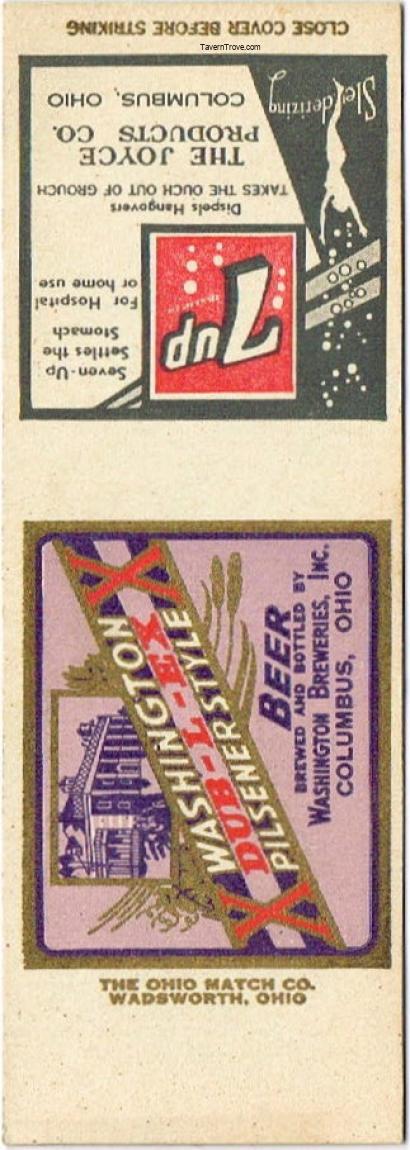 CLOSE COVER BEFORE STRIKING
TavernTrove.com
Slenderizing
7up
Seven-Up
Settles the
Stomach
For Hospital
or home use
Dispels Hangovers
TAKES THE OUCH OUT OF GROUCH
THE JOYCE
PRODUCTS CO.
COLUMBUS, OHIO
X X
WASHINGTON
DUB-L-EX
PILSENER STYLE
X X
BEER
BREWED AND BOTTLED BY
WASHINGTON BREWERIES, INC.
COLUMBUS, OHIO
THE OHIO MATCH CO.
WADSWORTH, OHIO